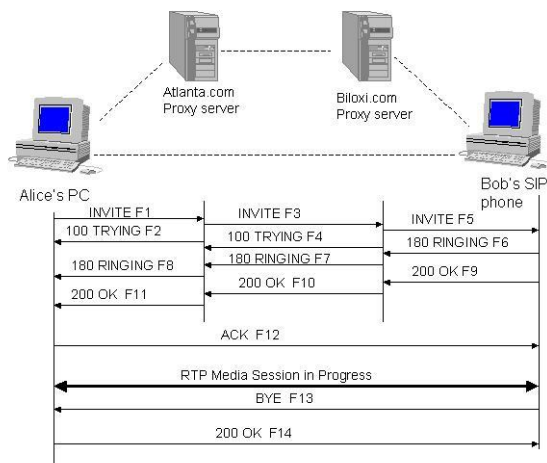 Atlanta.com
Proxy server
Biloxi.com
Proxy server
Alice's PC
Bob's SIP
phone
INVITE F1
INVITE F3
INVITE F5
100 TRYING F2
100 TRYING F4
180 RINGING F6
180 RINGING F8
180 RINGING F7
200 OK F9
200 OK F11
200 OK F10
ACK F12
RTP Media Session in Progress
BYE F13
200 OK F14